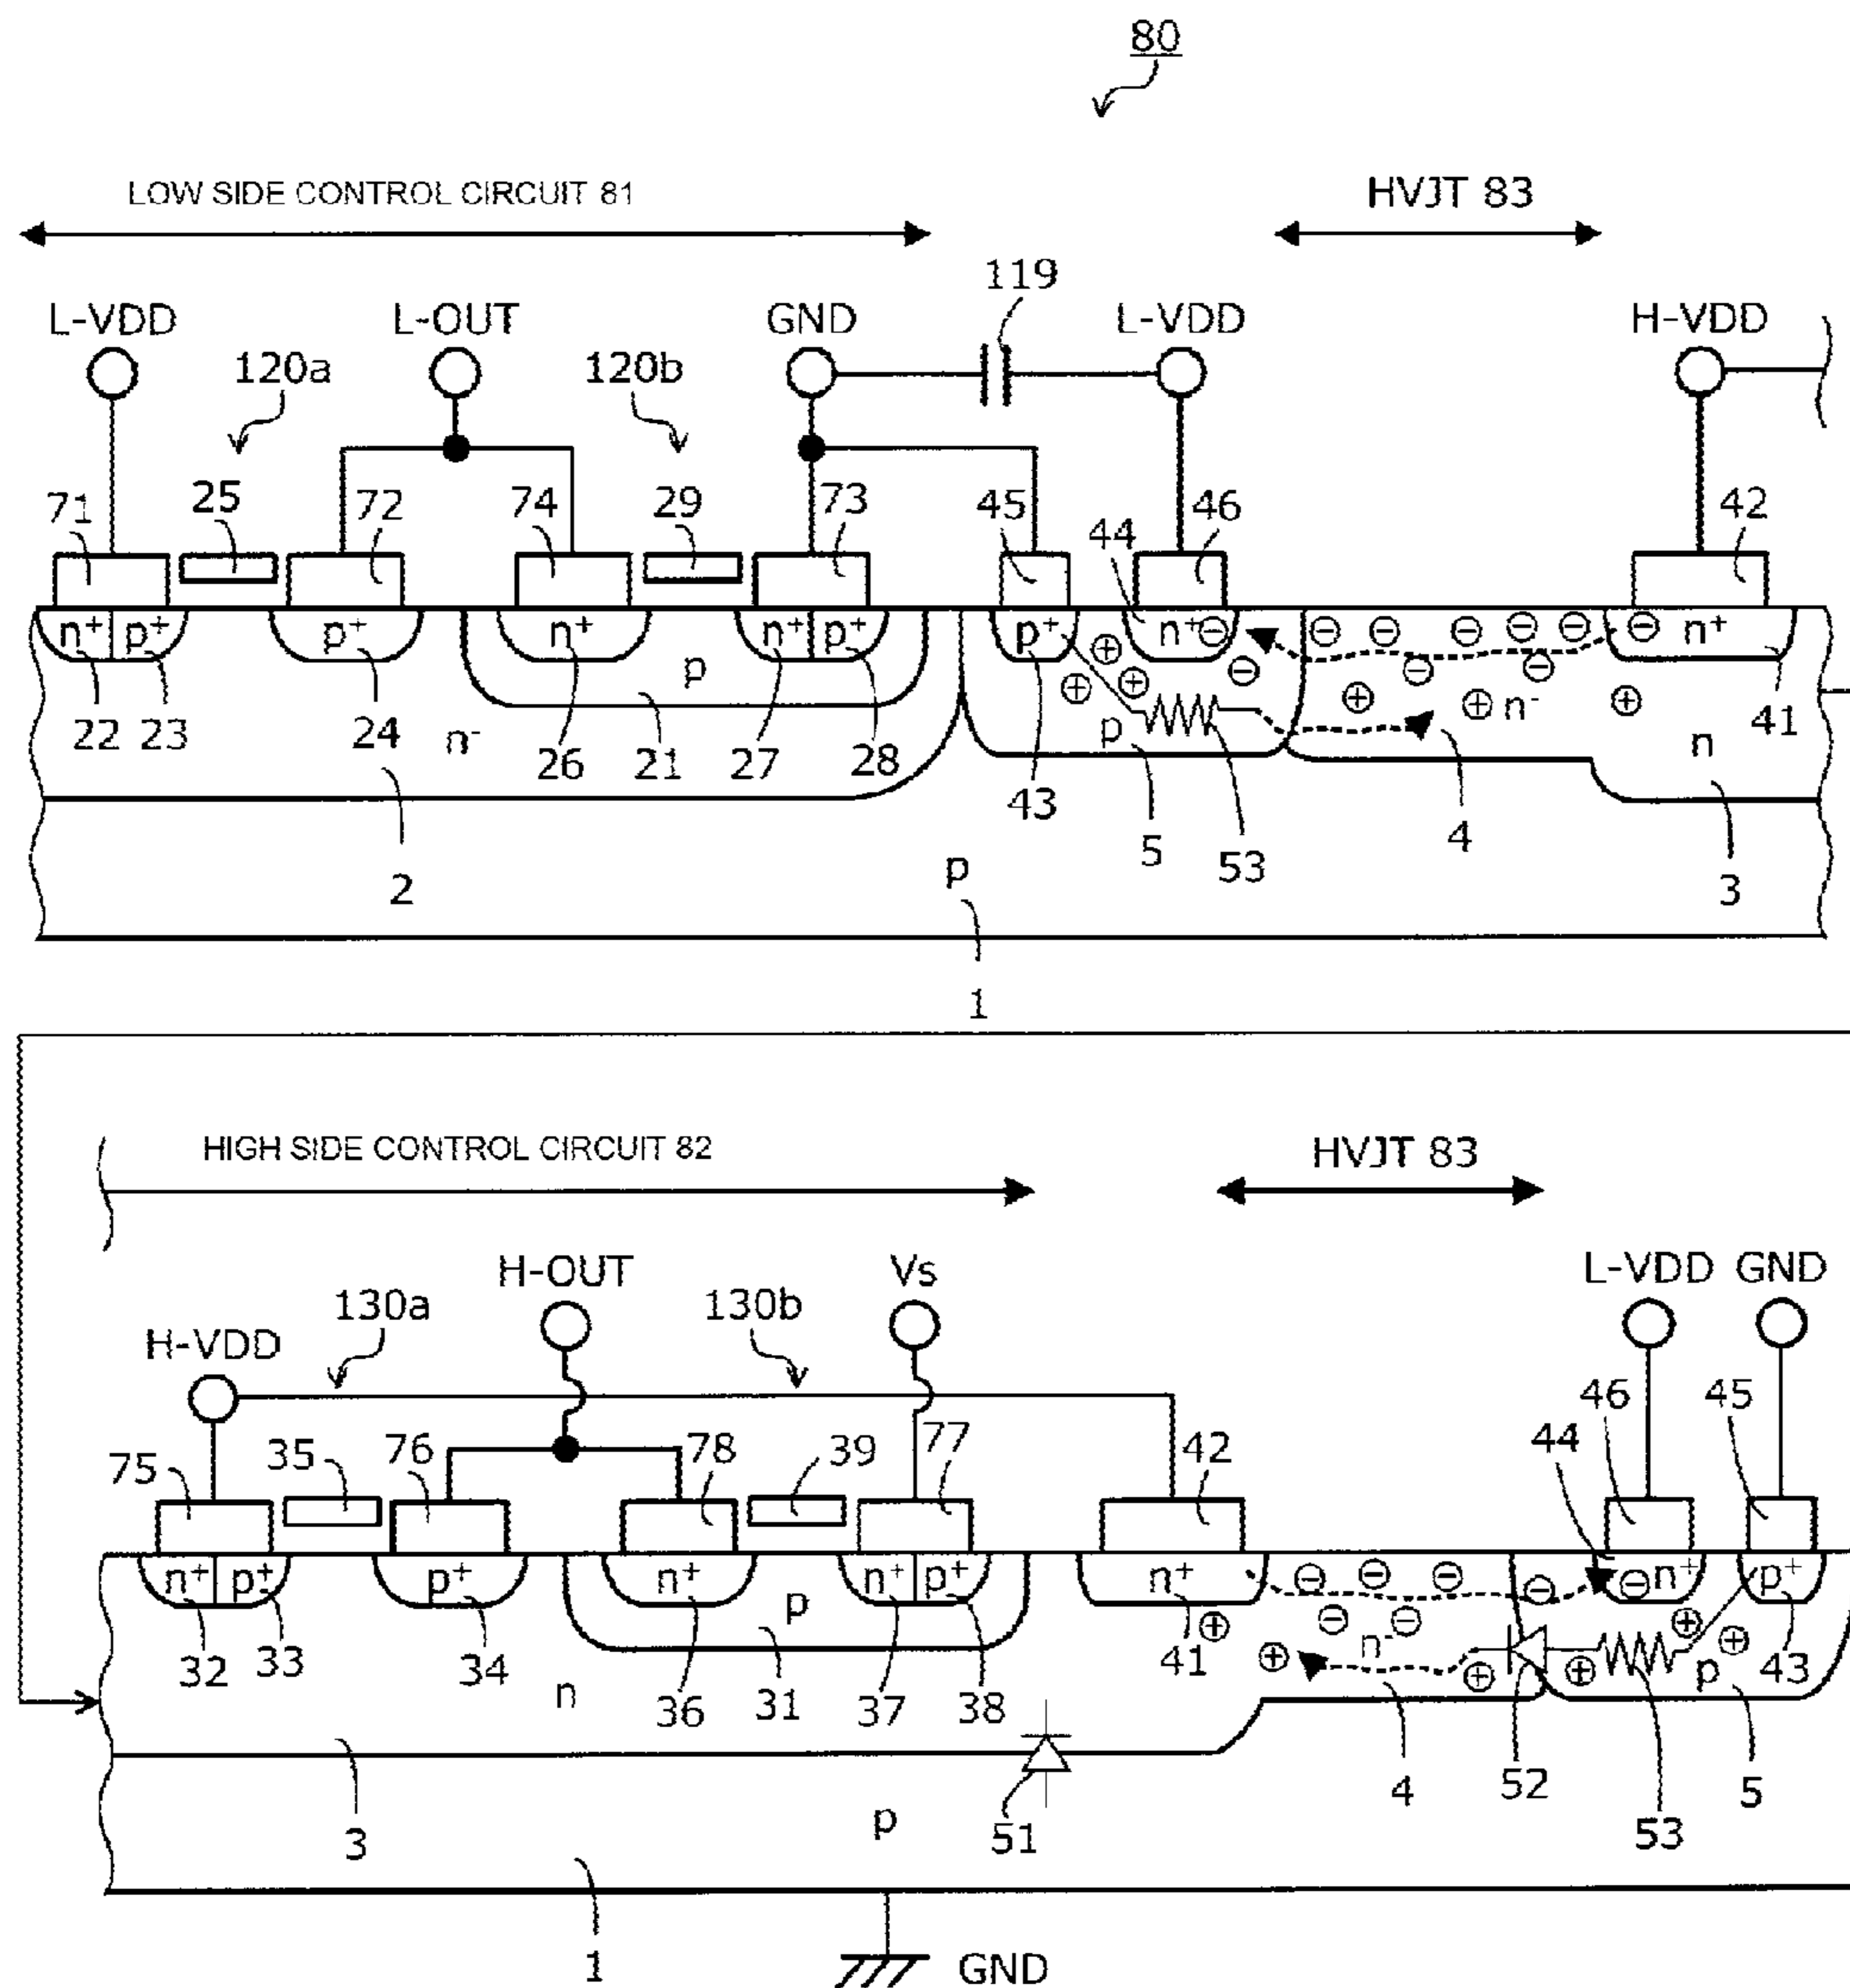 80
LOW SIDE CONTROL CIRCUIT 81
HVJT 83
119
L-VDD
L-OUT
GND
L-VDD
H-VDD
120a
120b
71
25
72
74
29
73
45
44
46
42
n+ p+
p+
n+
n+ p+
p+
n+
n+
p
p
n-
n-
n
22 23
24
26
21
27
28
43
5
53
4
41
3
2
p
1
HIGH SIDE CONTROL CIRCUIT 82
HVJT 83
H-VDD
130a
H-OUT
130b
Vs
L-VDD GND
75
35
76
78
39
77
42
44
46
45
n+ p+
p+
n+
n+ p+
n+
n+
p+
p
n-
p
n
32 33
34
36
31
37
38
41
43
3
p
51
4
52
53
5
1
GND